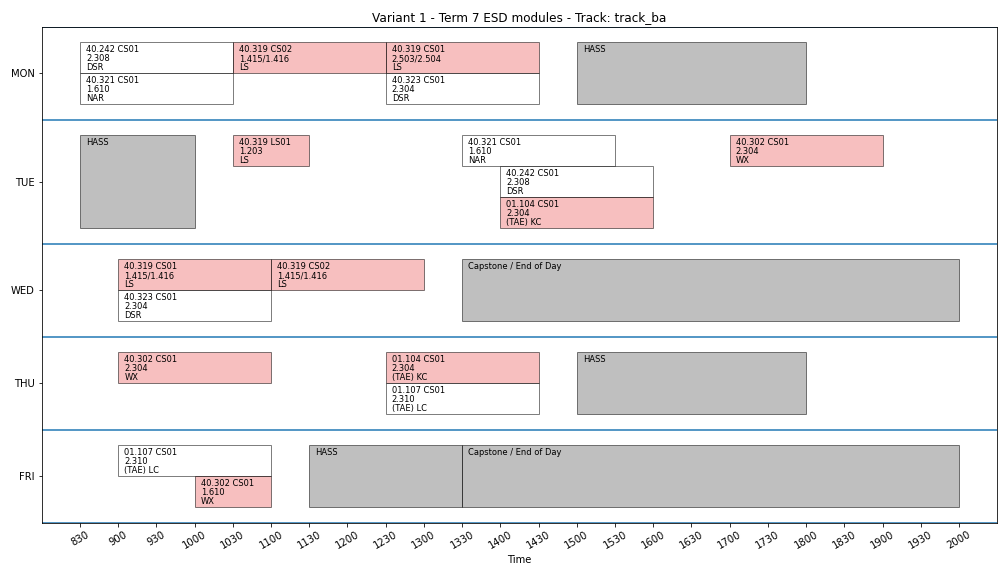 Variant 1 - Term 7 ESD modules - Track: track_ba
MON
40.242 CS01
2.308
DSR
40.321 CS01
1.610
NAR
40.319 CS02
1.415/1.416
LS
40.319 CS01
2.503/2.504
LS
40.323 CS01
2.304
DSR
HASS
TUE
HASS
40.319 LS01
1.203
LS
40.321 CS01
1.610
NAR
40.242 CS01
2.308
DSR
01.104 CS01
2.304
(TAE) KC
40.302 CS01
2.304
WX
WED
40.319 CS01
1.415/1.416
LS
40.323 CS01
2.304
DSR
40.319 CS02
1.415/1.416
LS
Capstone / End of Day
THU
40.302 CS01
2.304
WX
01.104 CS01
2.304
(TAE) KC
01.107 CS01
2.310
(TAE) LC
HASS
FRI
01.107 CS01
2.310
(TAE) LC
40.302 CS01
1.610
WX
HASS
Capstone / End of Day
830 900 930 1000 1030 1100 1130 1200 1230 1300 1330 1400 1430 1500 1530 1600 1630 1700 1730 1800 1830 1900 1930 2000
Time